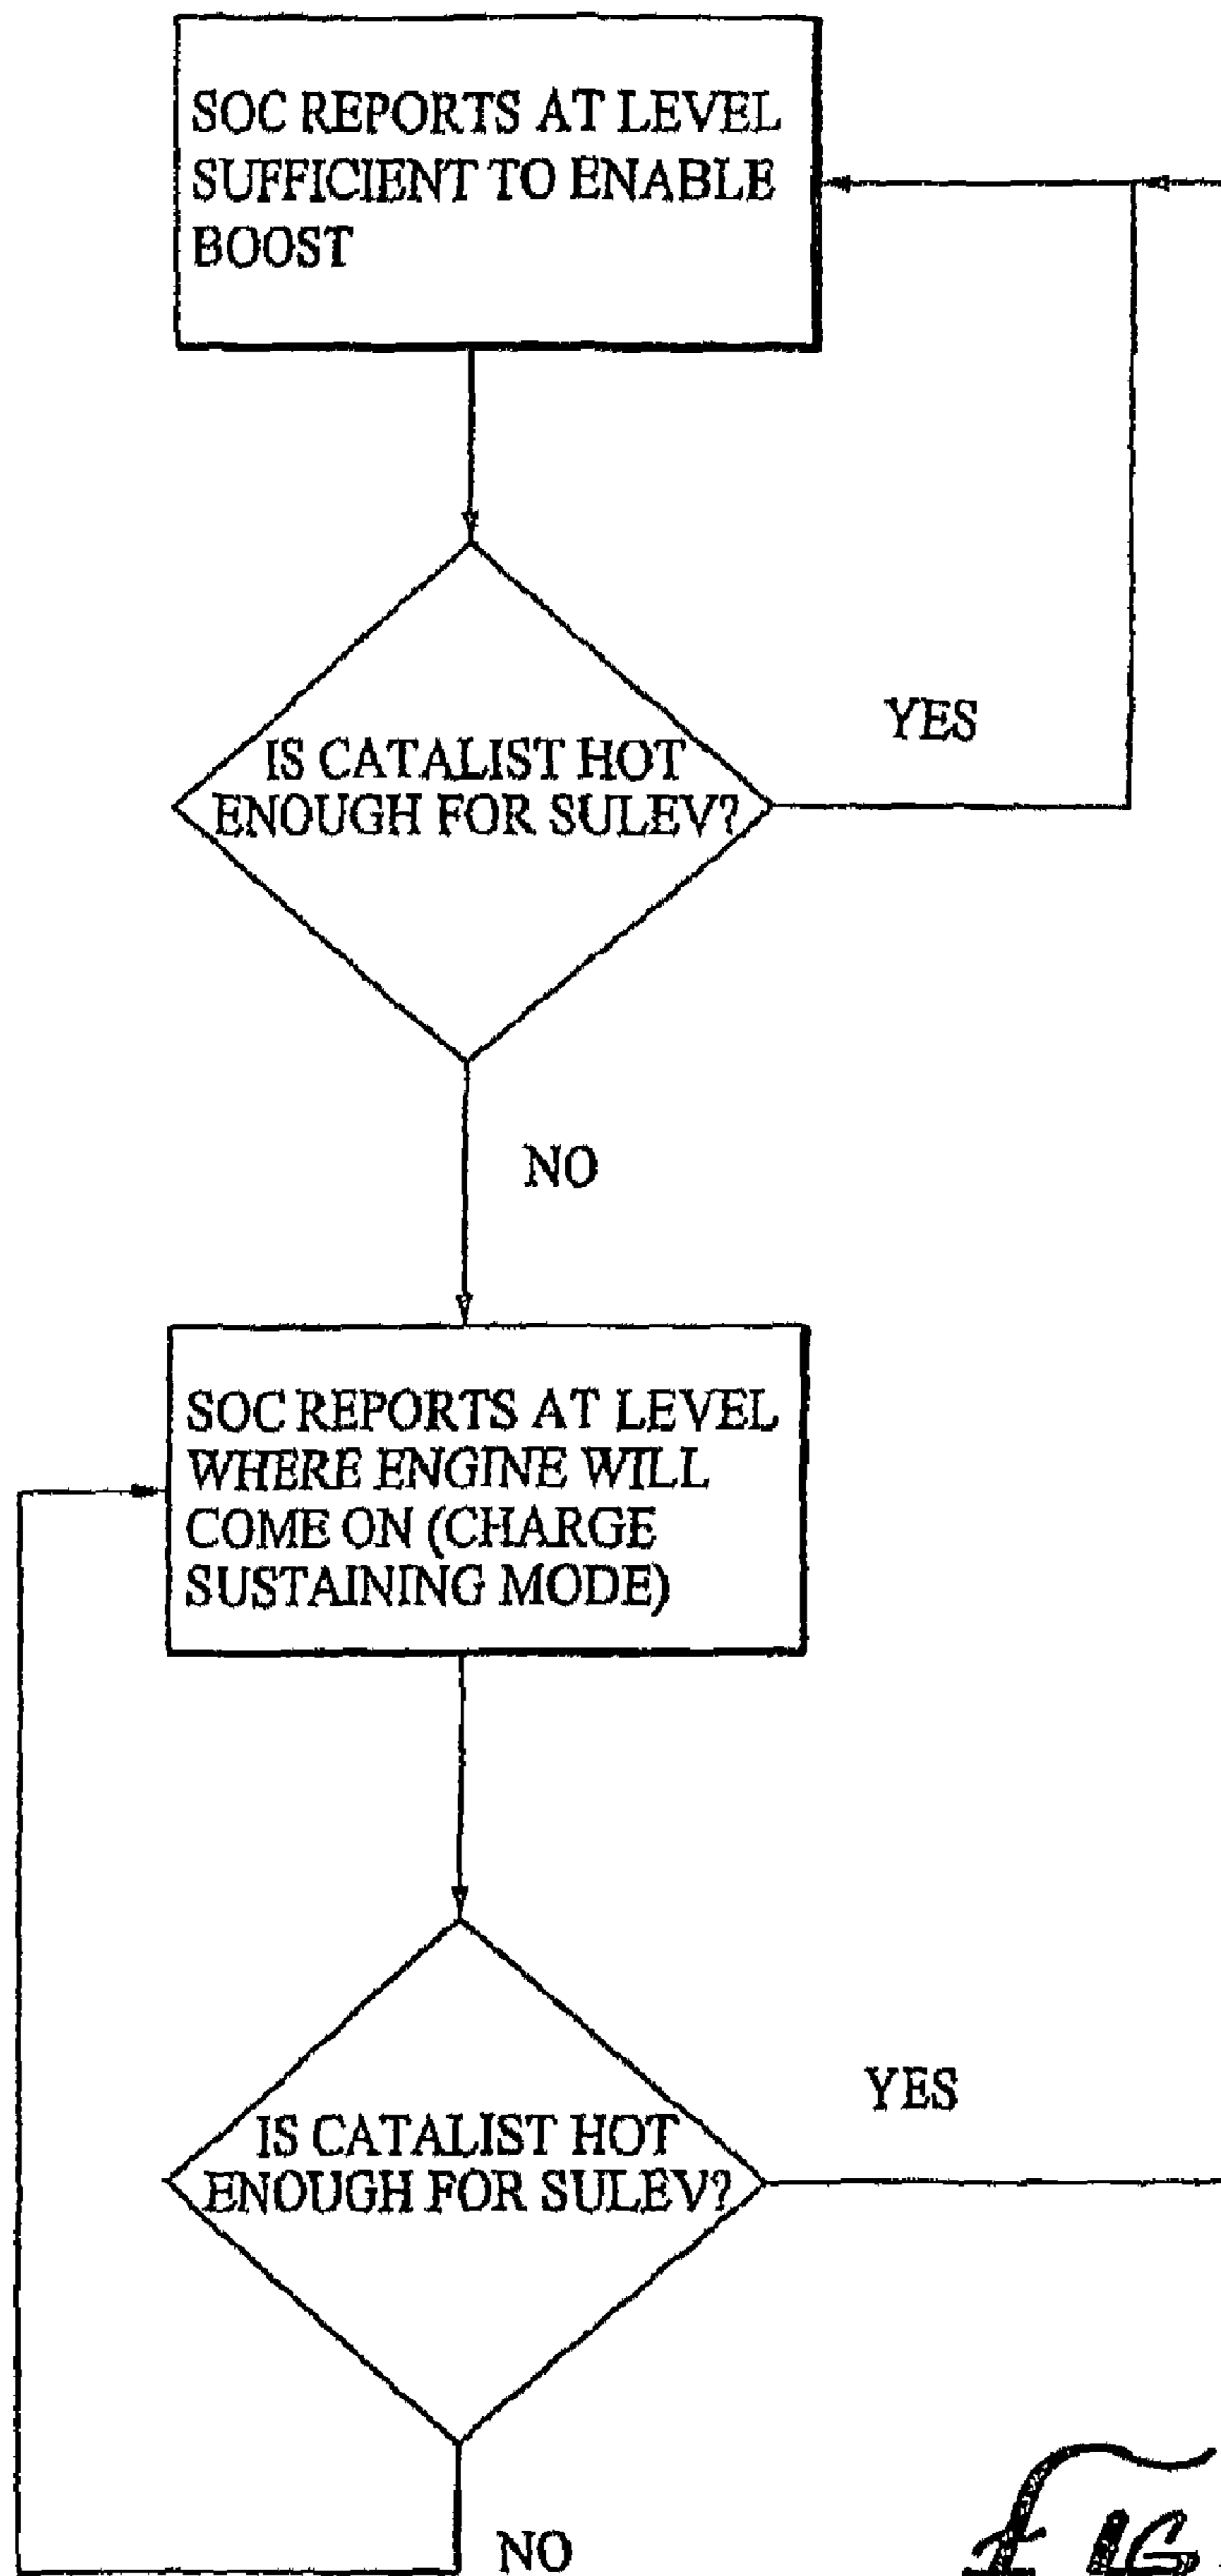 SOC REPORTS AT LEVEL
SUFFICIENT TO ENABLE
BOOST
IS CATALIST HOT
ENOUGH FOR SULEV?
YES
NO
SOC REPORTS AT LEVEL
WHERE ENGINE WILL
COME ON (CHARGE
SUSTAINING MODE)
IS CATALIST HOT
ENOUGH FOR SULEV?
YES
NO
FIG